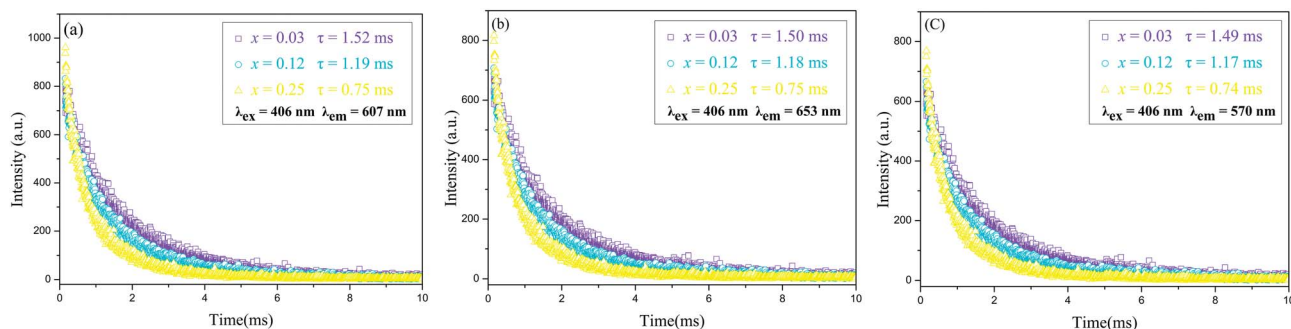 (a)
x = 0.03 τ = 1.52 ms
x = 0.12 τ = 1.19 ms
x = 0.25 τ = 0.75 ms
λex = 406 nm λem = 607 nm
Intensity (a.u.)
1000
800
600
400
200
0
0 2 4 6 8 10
Time(ms)
(b)
x = 0.03 τ = 1.50 ms
x = 0.12 τ = 1.18 ms
x = 0.25 τ = 0.75 ms
λex = 406 nm λem = 653 nm
Intensity (a.u.)
800
600
400
200
0
0 2 4 6 8 10
Time(ms)
(C)
x = 0.03 τ = 1.49 ms
x = 0.12 τ = 1.17 ms
x = 0.25 τ = 0.74 ms
λex = 406 nm λem = 570 nm
Intensity (a.u.)
800
600
400
200
0
0 2 4 6 8 10
Time(ms)